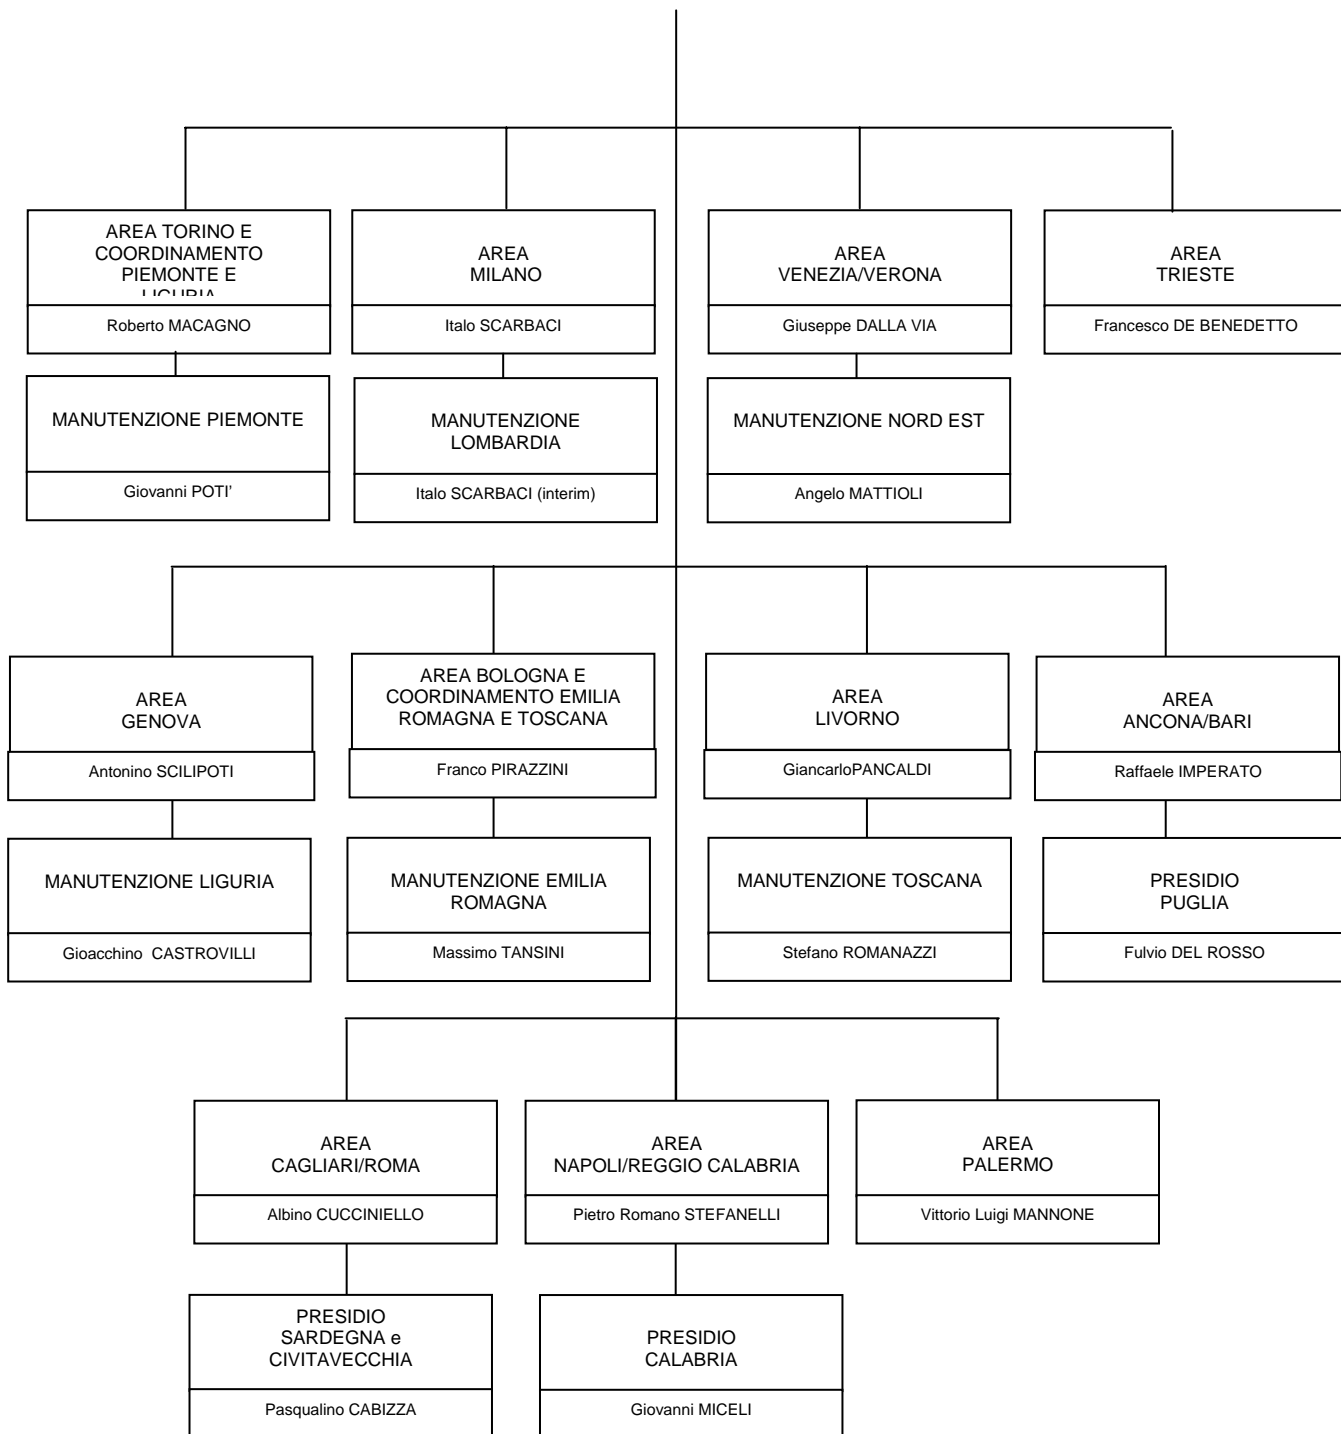 AREA TORINO E
COORDINAMENTO
PIEMONTE E
LIGURIA
Roberto MACAGNO
AREA
MILANO
Italo SCARBACI
AREA
VENEZIA/VERONA
Giuseppe DALLA VIA
AREA
TRIESTE
Francesco DE BENEDETTO
MANUTENZIONE PIEMONTE
Giovanni POTI’
MANUTENZIONE
LOMBARDIA
Italo SCARBACI (interim)
MANUTENZIONE NORD EST
Angelo MATTIOLI
AREA
GENOVA
Antonino SCILIPOTI
AREA BOLOGNA E
COORDINAMENTO EMILIA
ROMAGNA E TOSCANA
Franco PIRAZZINI
AREA
LIVORNO
GiancarloPANCALDI
AREA
ANCONA/BARI
Raffaele IMPERATO
MANUTENZIONE LIGURIA
Gioacchino  CASTROVILLI
MANUTENZIONE EMILIA
ROMAGNA
Massimo TANSINI
MANUTENZIONE TOSCANA
Stefano ROMANAZZI
PRESIDIO
PUGLIA
Fulvio DEL ROSSO
AREA
CAGLIARI/ROMA
Albino CUCCINIELLO
AREA
NAPOLI/REGGIO CALABRIA
Pietro Romano STEFANELLI
AREA
PALERMO
Vittorio Luigi MANNONE
PRESIDIO
SARDEGNA e
CIVITAVECCHIA
Pasqualino CABIZZA
PRESIDIO
CALABRIA
Giovanni MICELI